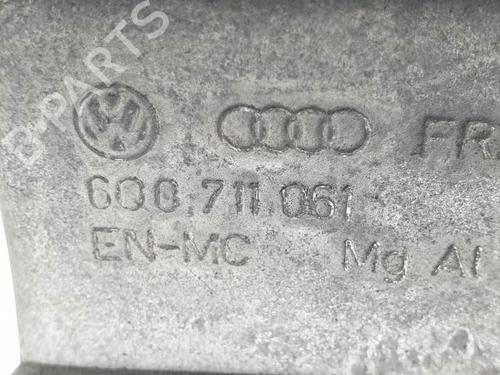 B-PARTS
FR
6Q0.711.061
EN-MC Mg Al